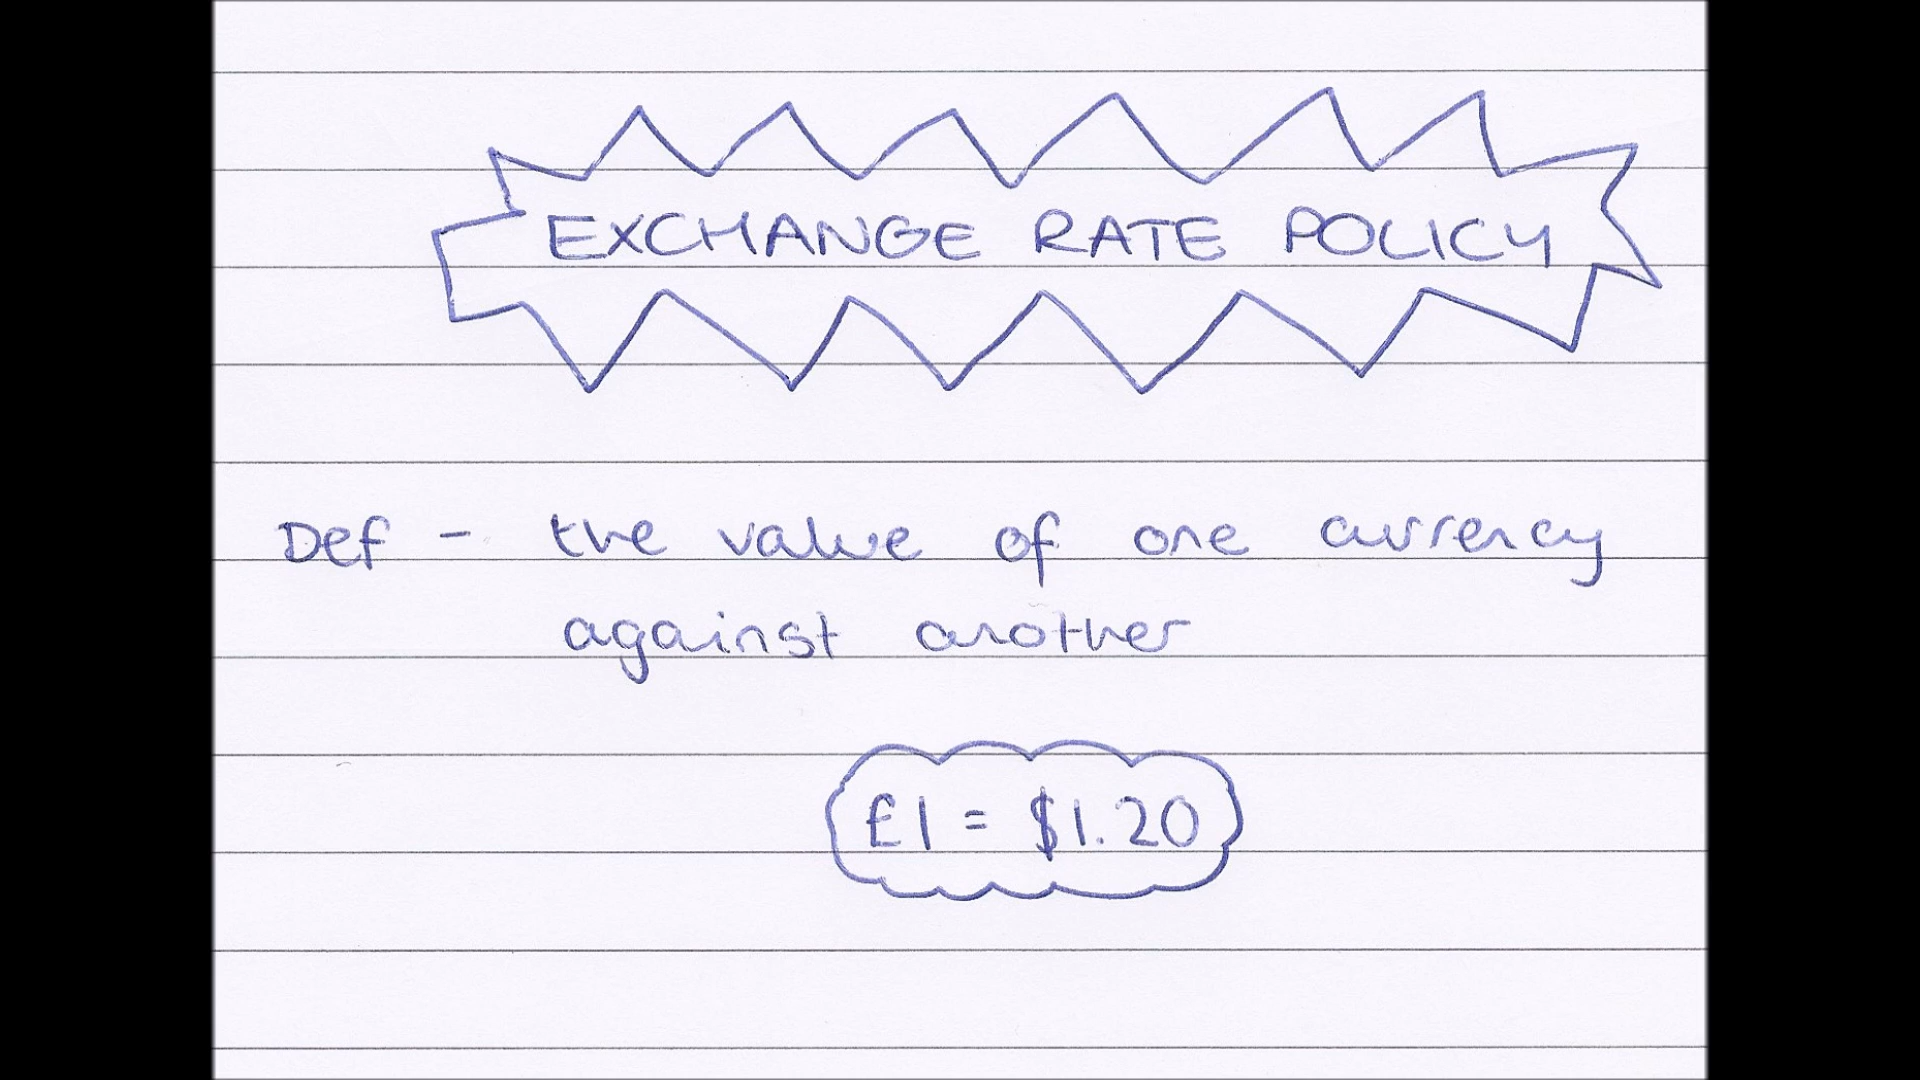 EXCHANGE RATE POLICY
Def - the value of one currency
against another
£1 = $1.20